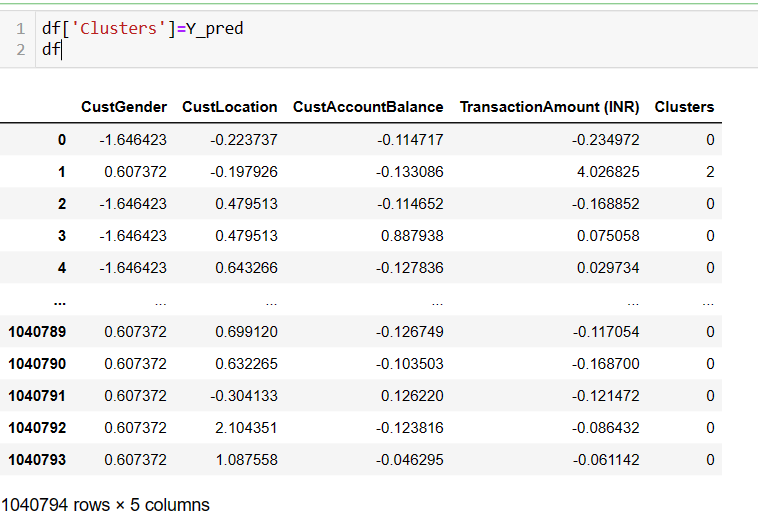 1 df['Clusters']=Y_pred
2 df
CustGender CustLocation CustAccountBalance TransactionAmount (INR) Clusters
0 -1.646423 -0.223737 -0.114717 -0.234972 0
1 0.607372 -0.197926 -0.133086 4.026825 2
2 -1.646423 0.479513 -0.114652 -0.168852 0
3 -1.646423 0.479513 0.887938 0.075058 0
4 -1.646423 0.643266 -0.127836 0.029734 0
... ... ... ... ... ...
1040789 0.607372 0.699120 -0.126749 -0.117054 0
1040790 0.607372 0.632265 -0.103503 -0.168700 0
1040791 0.607372 -0.304133 0.126220 -0.121472 0
1040792 0.607372 2.104351 -0.123816 -0.086432 0
1040793 0.607372 1.087558 -0.046295 -0.061142 0
1040794 rows × 5 columns